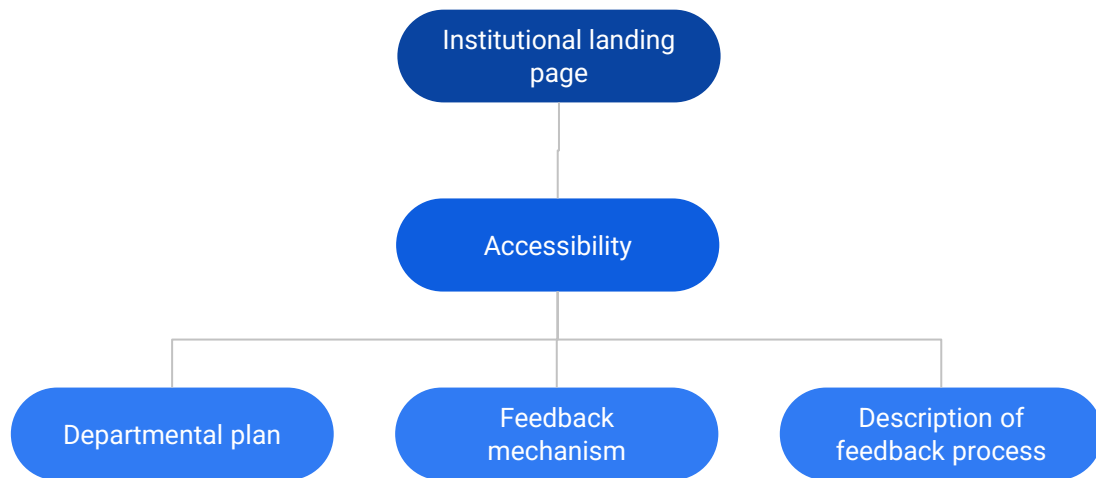 Institutional landing
page
Accessibility
Departmental plan
Feedback
mechanism
Description of
feedback process